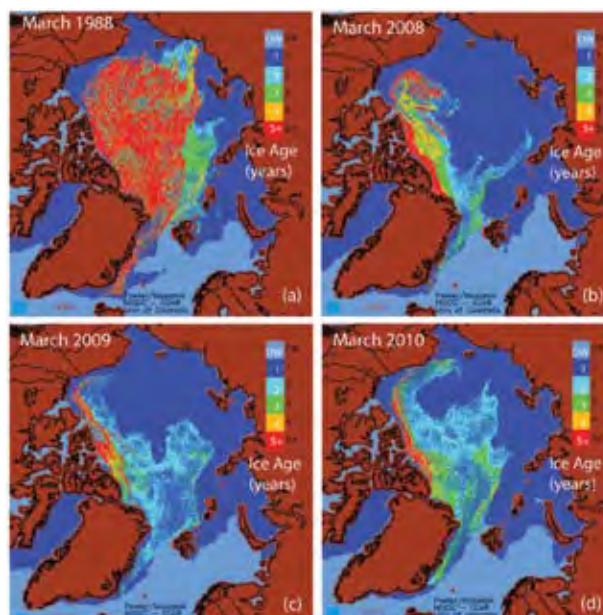 March 1988
OW
1
2
3
4
5+
Ice Age
(years)
(a)
March 2008
OW
1
2
3
4
5+
Ice Age
(years)
(b)
March 2009
OW
1
2
3
4
5+
Ice Age
(years)
(c)
March 2010
OW
1
2
3
4
5+
Ice Age
(years)
(d)